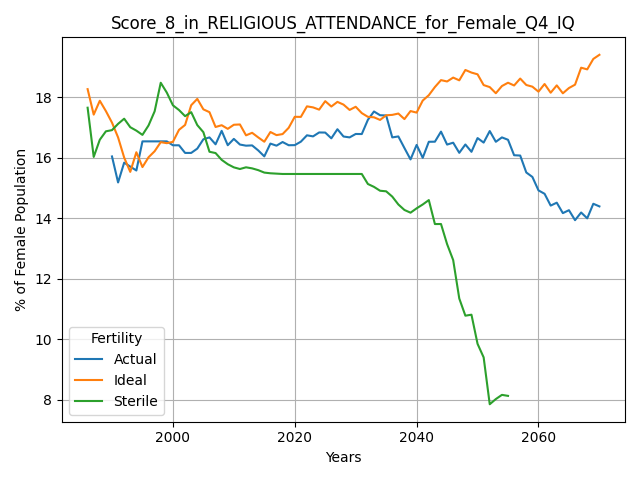 Score_8_in_RELIGIOUS_ATTENDANCE_for_Female_Q4_IQ
% of Female Population
18
16
14
12
10
8
Fertility
Actual
Ideal
Sterile
2000
2020
2040
2060
Years